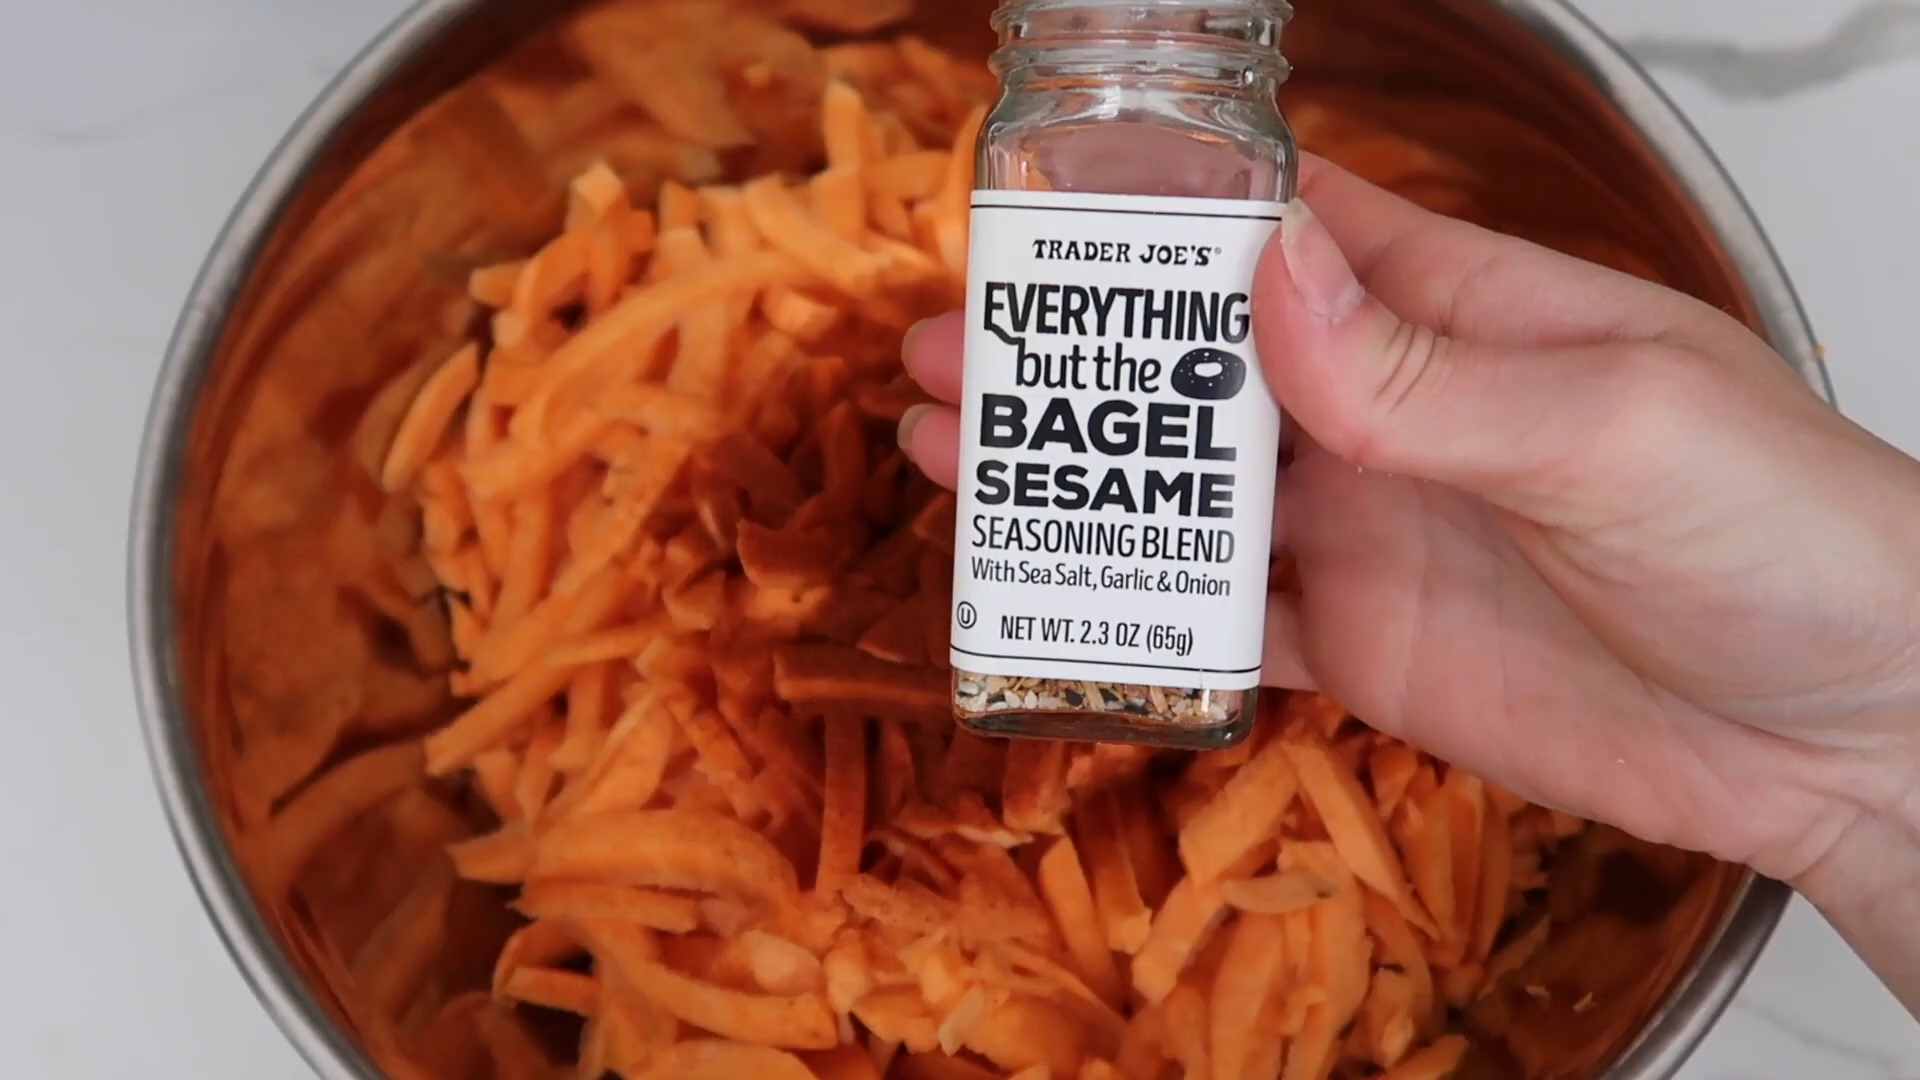 TRADER JOE'S®
EVERYTHING
but the
BAGEL
SESAME
SEASONING BLEND
With Sea Salt, Garlic & Onion
U
NET WT. 2.3 OZ (65g)